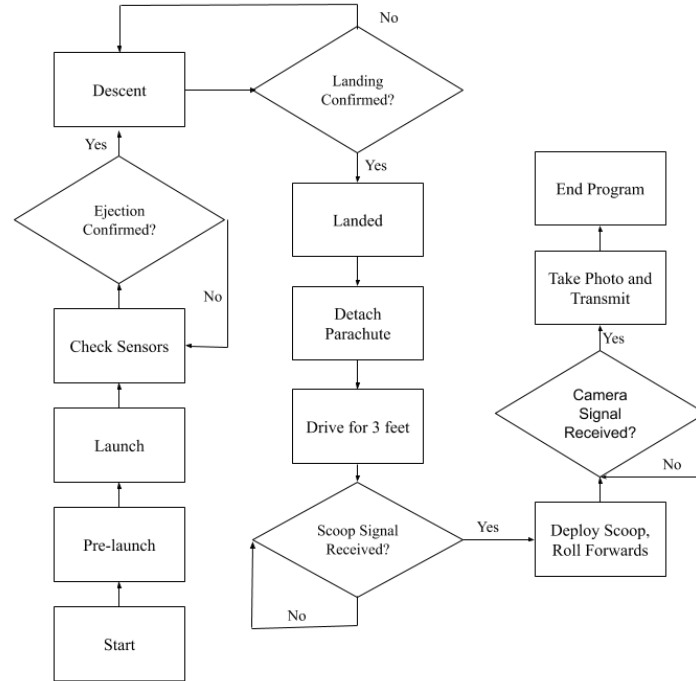 Start
Pre-launch
Launch
Check Sensors
Ejection
Confirmed?
No
Yes
Descent
Landing
Confirmed?
No
Yes
Landed
Detach
Parachute
Drive for 3 feet
Scoop Signal
Received?
No
Yes
Deploy Scoop,
Roll Forwards
Camera
Signal
Received?
No
Yes
Take Photo and
Transmit
End Program